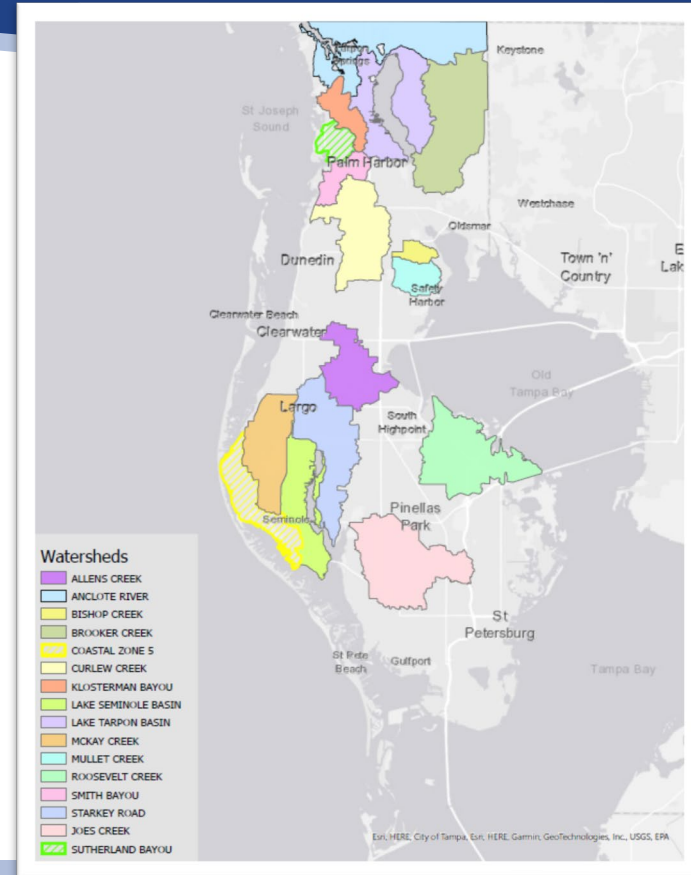 Tarpon
Springs
Keystone
St Joseph
Sound
Palm Harbor
Westchase
Oldsmar
Dunedin
Town 'n'
Country
E
Lak
Safety
Harbor
Clearwater Beach
Clearwater
Old
Tampa Bay
Largo
South
Highpoint
Pinellas
Park
Seminole
St
Petersburg
St Pete
Beach
Gulfport
Tampa Bay
Watersheds
ALLENS CREEK
ANCLOTE RIVER
BISHOP CREEK
BROOKER CREEK
COASTAL ZONE 5
CURLEW CREEK
KLOSTERMAN BAYOU
LAKE SEMINOLE BASIN
LAKE TARPON BASIN
MCKAY CREEK
MULLET CREEK
ROOSEVELT CREEK
SMITH BAYOU
STARKEY ROAD
JOES CREEK
SUTHERLAND BAYOU
Esri, HERE, City of Tampa, Esri, HERE, Garmin, GeoTechnologies, Inc., USGS, EPA